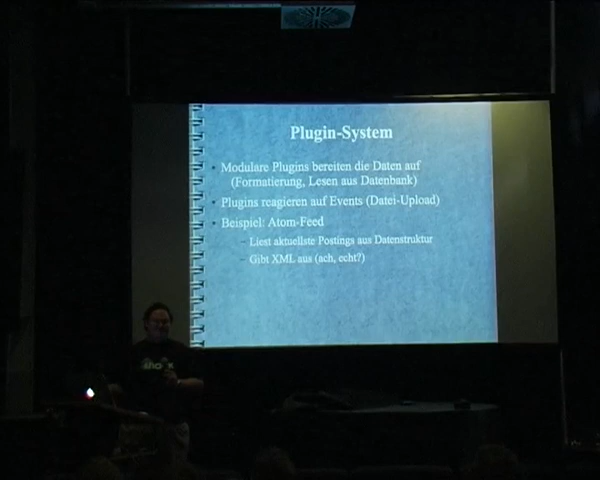 Plugin-System
• Modulare Plugins bereiten die Daten auf
(Formatierung, Lesen aus Datenbank)
• Plugins reagieren auf Events (Datei-Upload)
• Beispiel: Atom-Feed
– Liest aktuellste Postings aus Datenstruktur
– Gibt XML aus (ach, echt?)